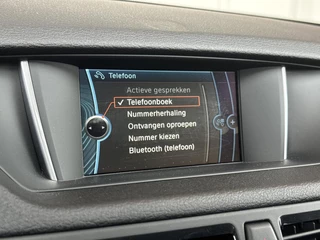 Telefoon
Actieve gesprekken
Telefoonboek
Nummerherhaling
Ontvangen oproepen
Nummer kiezen
Bluetooth (telefoon)